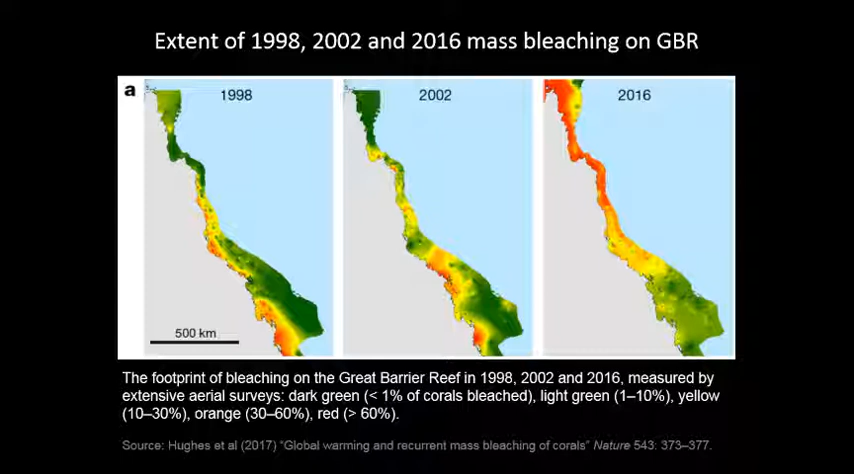 Extent of 1998, 2002 and 2016 mass bleaching on GBR
a
1998
2002
2016
500 km
The footprint of bleaching on the Great Barrier Reef in 1998, 2002 and 2016, measured by
extensive aerial surveys: dark green (< 1% of corals bleached), light green (1–10%), yellow
(10–30%), orange (30–60%), red (> 60%).
Source: Hughes et al (2017) “Global warming and recurrent mass bleaching of corals” Nature 543: 373–377.